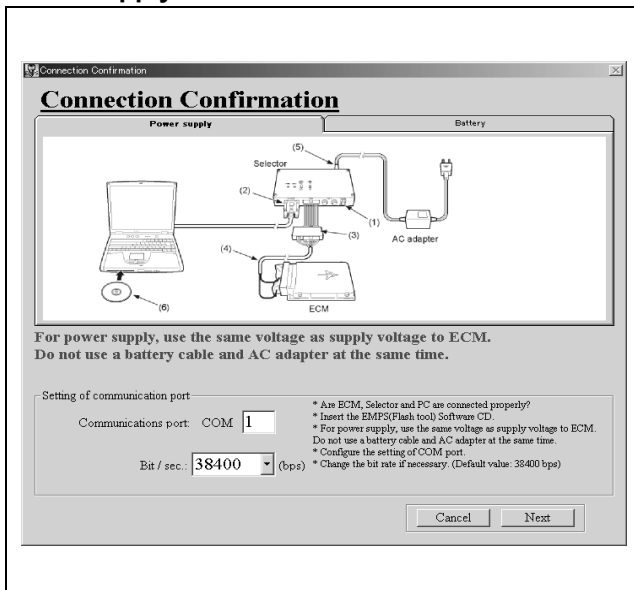 Connection Confirmation
Connection Confirmation
Power supply
Battery
(5)
Selector
(2)
(1)
(3)
AC adapter
(4)
(6)
ECM
For power supply, use the same voltage as supply voltage to ECM.
Do not use a battery cable and AC adapter at the same time.
Setting of communication port
Communications port: COM 1
Bit / sec.: 38400 (bps)
* Are ECM, Selector and PC are connected properly?
* Insert the EMPS(Flash tool) Software CD.
* For power supply, use the same voltage as supply voltage to ECM.
Do not use a battery cable and AC adapter at the same time.
* Configure the setting of COM port.
* Change the bit rate if necessary. (Default value: 38400 bps)
Cancel
Next